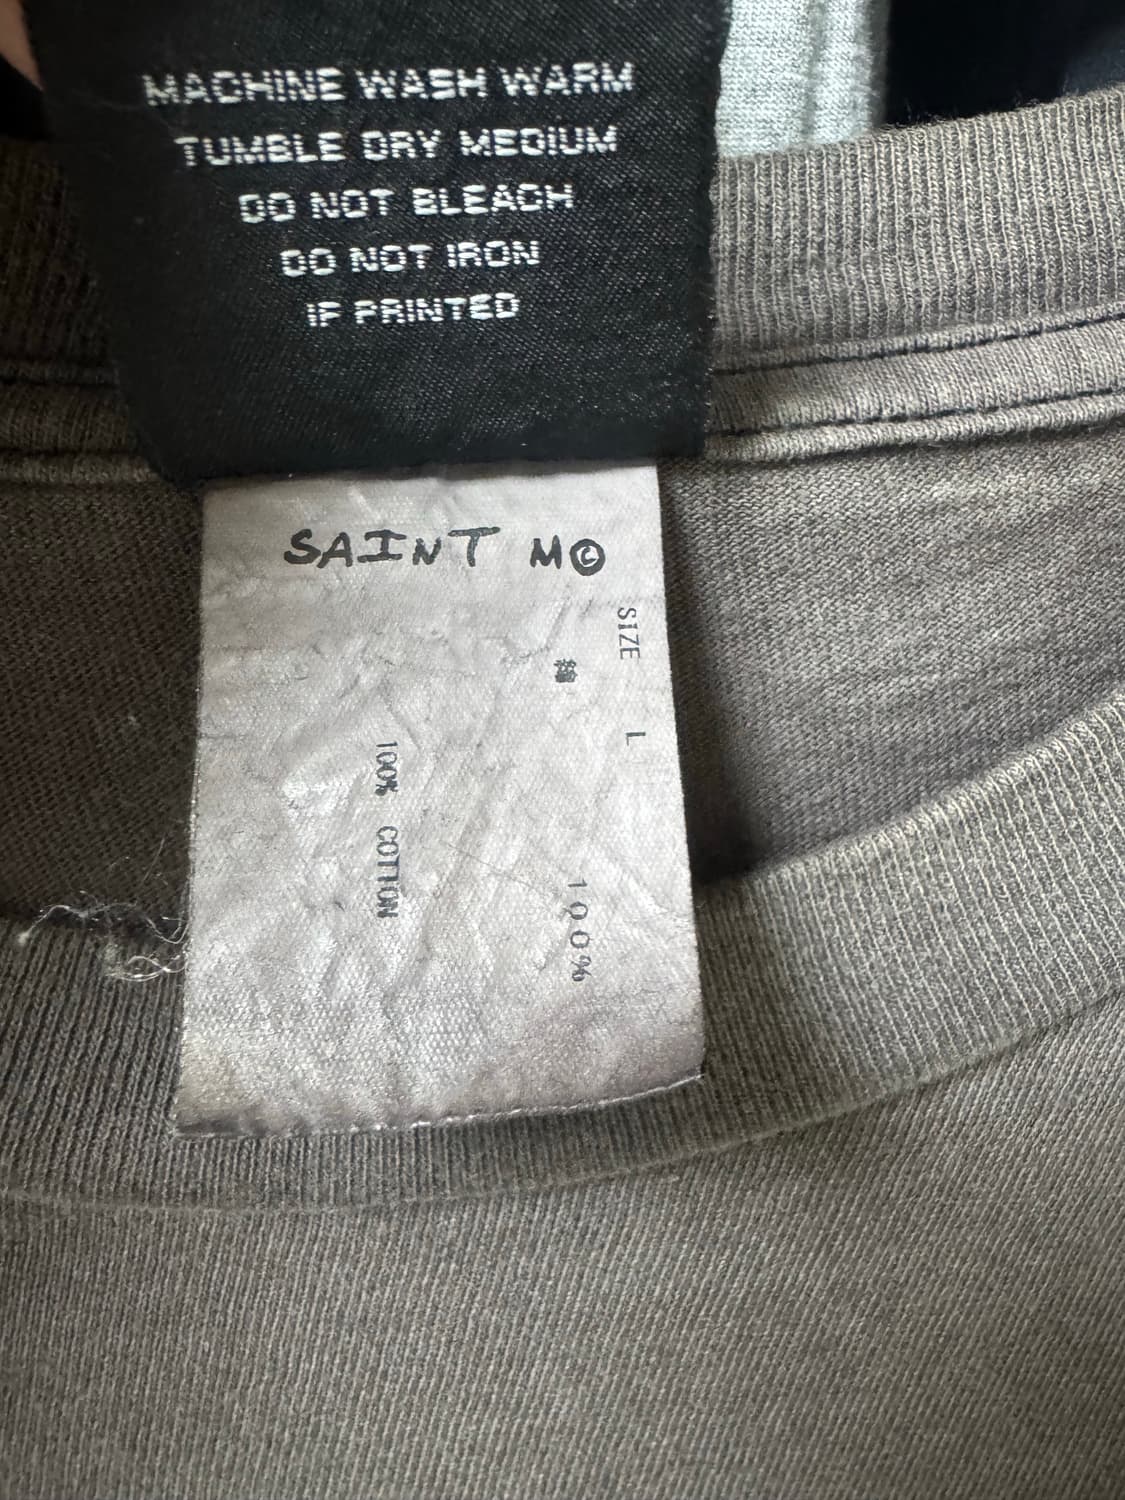 MACHINE WASH WARM
TUMBLE DRY MEDIUM
DO NOT BLEACH
DO NOT IRON
IF PRINTED
SAINT M©
SIZE L
100%
100% COTTON